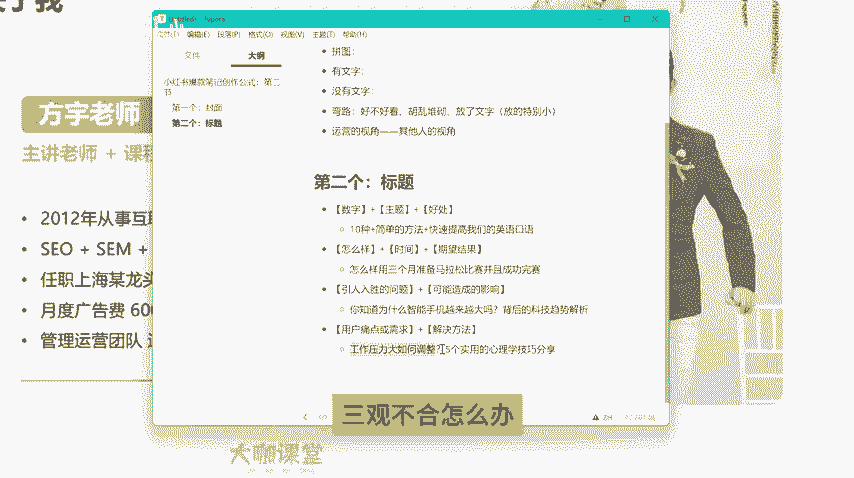 方宇老师
主讲老师 + 课程
2012年从事互联
SEO + SEM +
任职上海某龙头
月度广告费 600
管理运营团队
段落(P) 格式(O) 视图(V) 主题(T) 帮助(H)
文件
大纲
小红书爆款笔记创作公式：第二节
第一个：封面
第二个：标题
拼图：
有文字：
没有文字：
弯路：好不好看、胡乱堆砌、放了文字（放的特别小）
运营的视角——其他人的视角
第二个：标题
【数字】+【主题】+【好处】
10种+简单的方法+快速提高我们的英语口语
【怎么样】+【时间】+【期望结果】
怎么样用三个月准备马拉松比赛并且成功完赛
【引人入胜的问题】+【可能造成的影响】
你知道为什么智能手机越来越大吗？背后的科技趋势解析
【用户痛点或需求】+【解决方法】
工作压力大如何调整？5个实用的心理学技巧分享
三观不合怎么办
大咖课堂